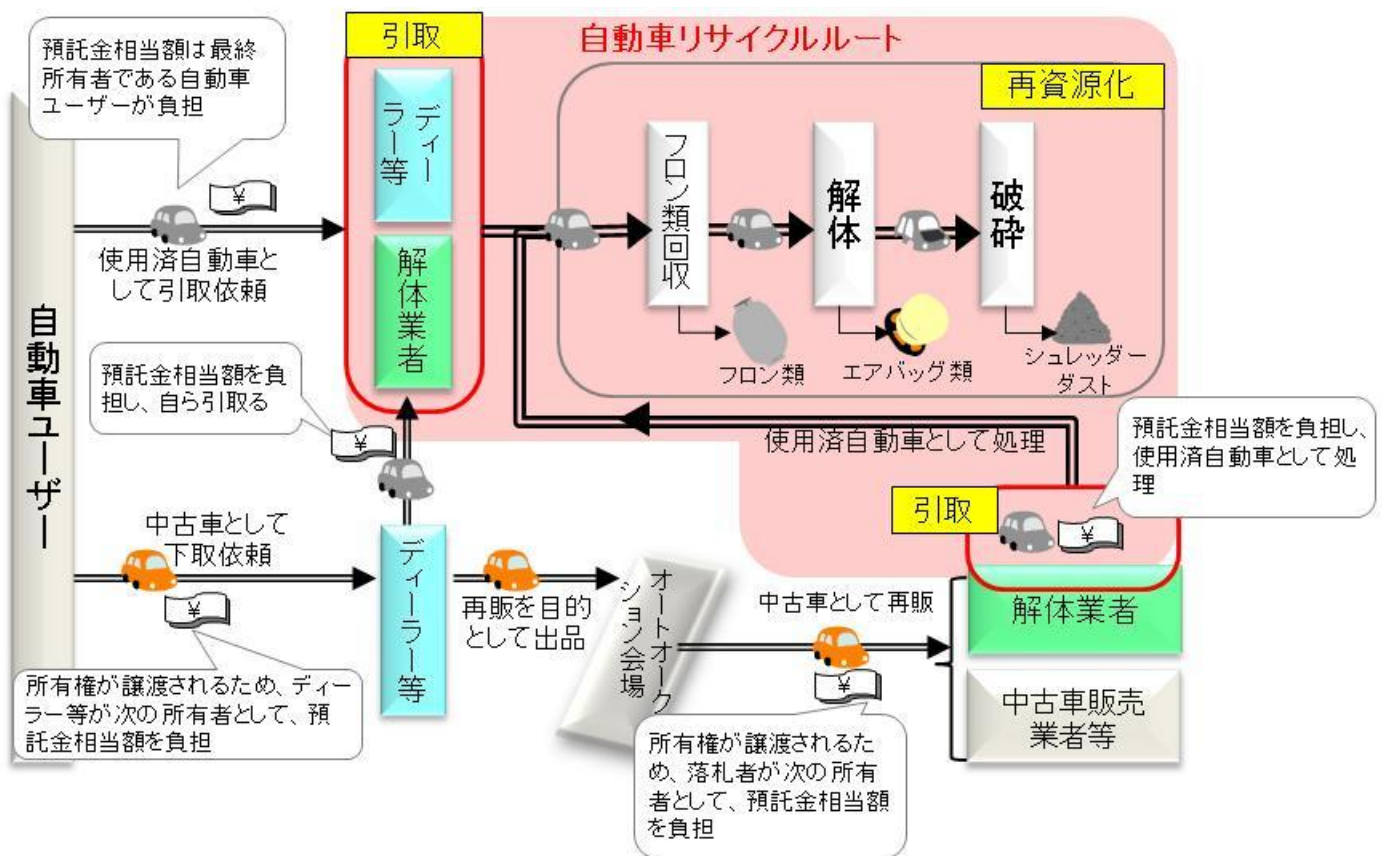 預託金相当額は最終
所有者である自動車
ユーザーが負担
引取
自動車リサイクルルート
再資源化
ディー
ラー等
解体業者
フロン類回収
解体
破砕
¥
使用済自動車と
して引取依頼
フロン類
エアバッグ類
シュレッダー
ダスト
自動車ユーザー
預託金相当額を負
担し、自ら引取る
¥
使用済自動車として処理
預託金相当額を負担し、
使用済自動車として処
理
引取
¥
中古車として
下取依頼
¥
ディーラー等
再販を目的
として出品
オートオーク
ション会場
中古車として再販
¥
解体業者
中古車販売
業者等
所有権が譲渡されるため、ディー
ラー等が次の所有者として、預
託金相当額を負担
所有権が譲渡されるた
め、落札者が次の所有
者として、預託金相当額
を負担